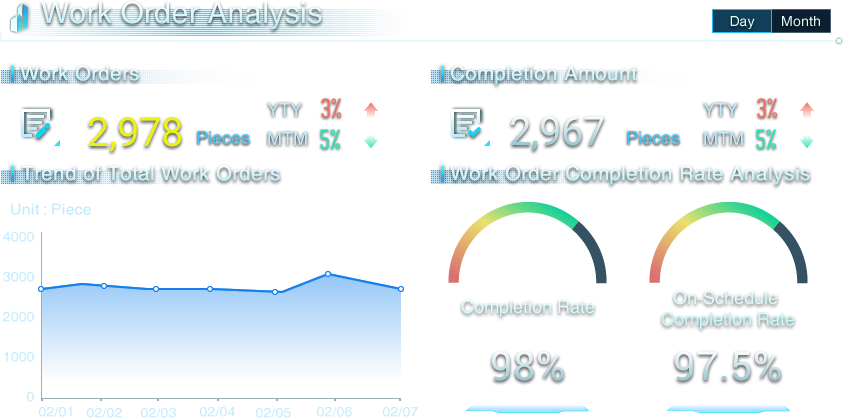 Work Order Analysis
Day Month
Work Orders
2,978 Pieces
YTY 3%
MTM 5%
Completion Amount
2,967 Pieces
YTY 3%
MTM 5%
Trend of Total Work Orders
Unit : Piece
4000
3000
2000
1000
0
02/01 02/02 02/03 02/04 02/05 02/06 02/07
Work Order Completion Rate Analysis
Completion Rate
98%
On-Schedule
Completion Rate
97.5%